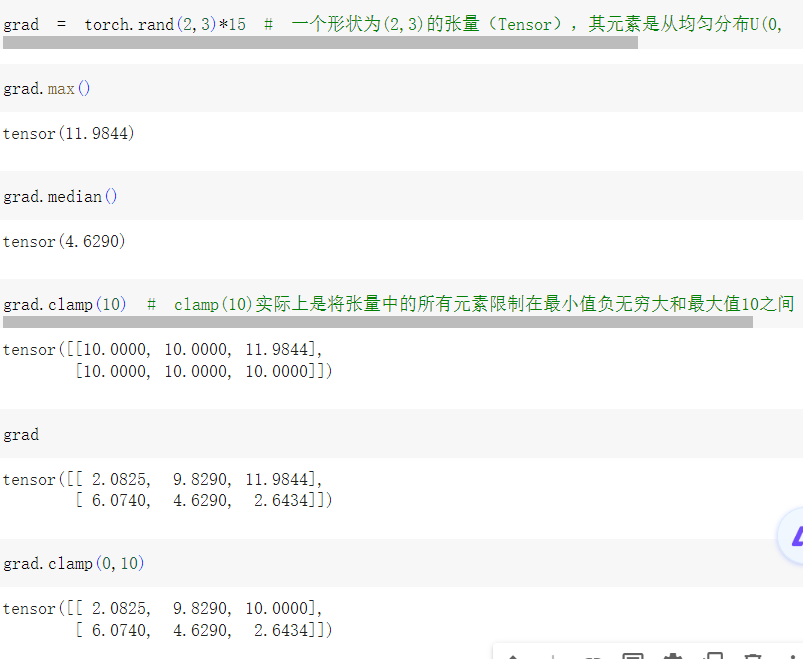 grad = torch.rand(2,3)*15 # 一个形状为(2,3)的张量（Tensor），其元素是从均匀分布U(0,
grad.max()
tensor(11.9844)
grad.median()
tensor(4.6290)
grad.clamp(10) # clamp(10)实际上是将张量中的所有元素限制在最小值负无穷大和最大值10之间
tensor([[10.0000, 10.0000, 11.9844],
[10.0000, 10.0000, 10.0000]])
grad
tensor([[ 2.0825, 9.8290, 11.9844],
[ 6.0740, 4.6290, 2.6434]])
grad.clamp(0,10)
tensor([[ 2.0825, 9.8290, 10.0000],
[ 6.0740, 4.6290, 2.6434]])